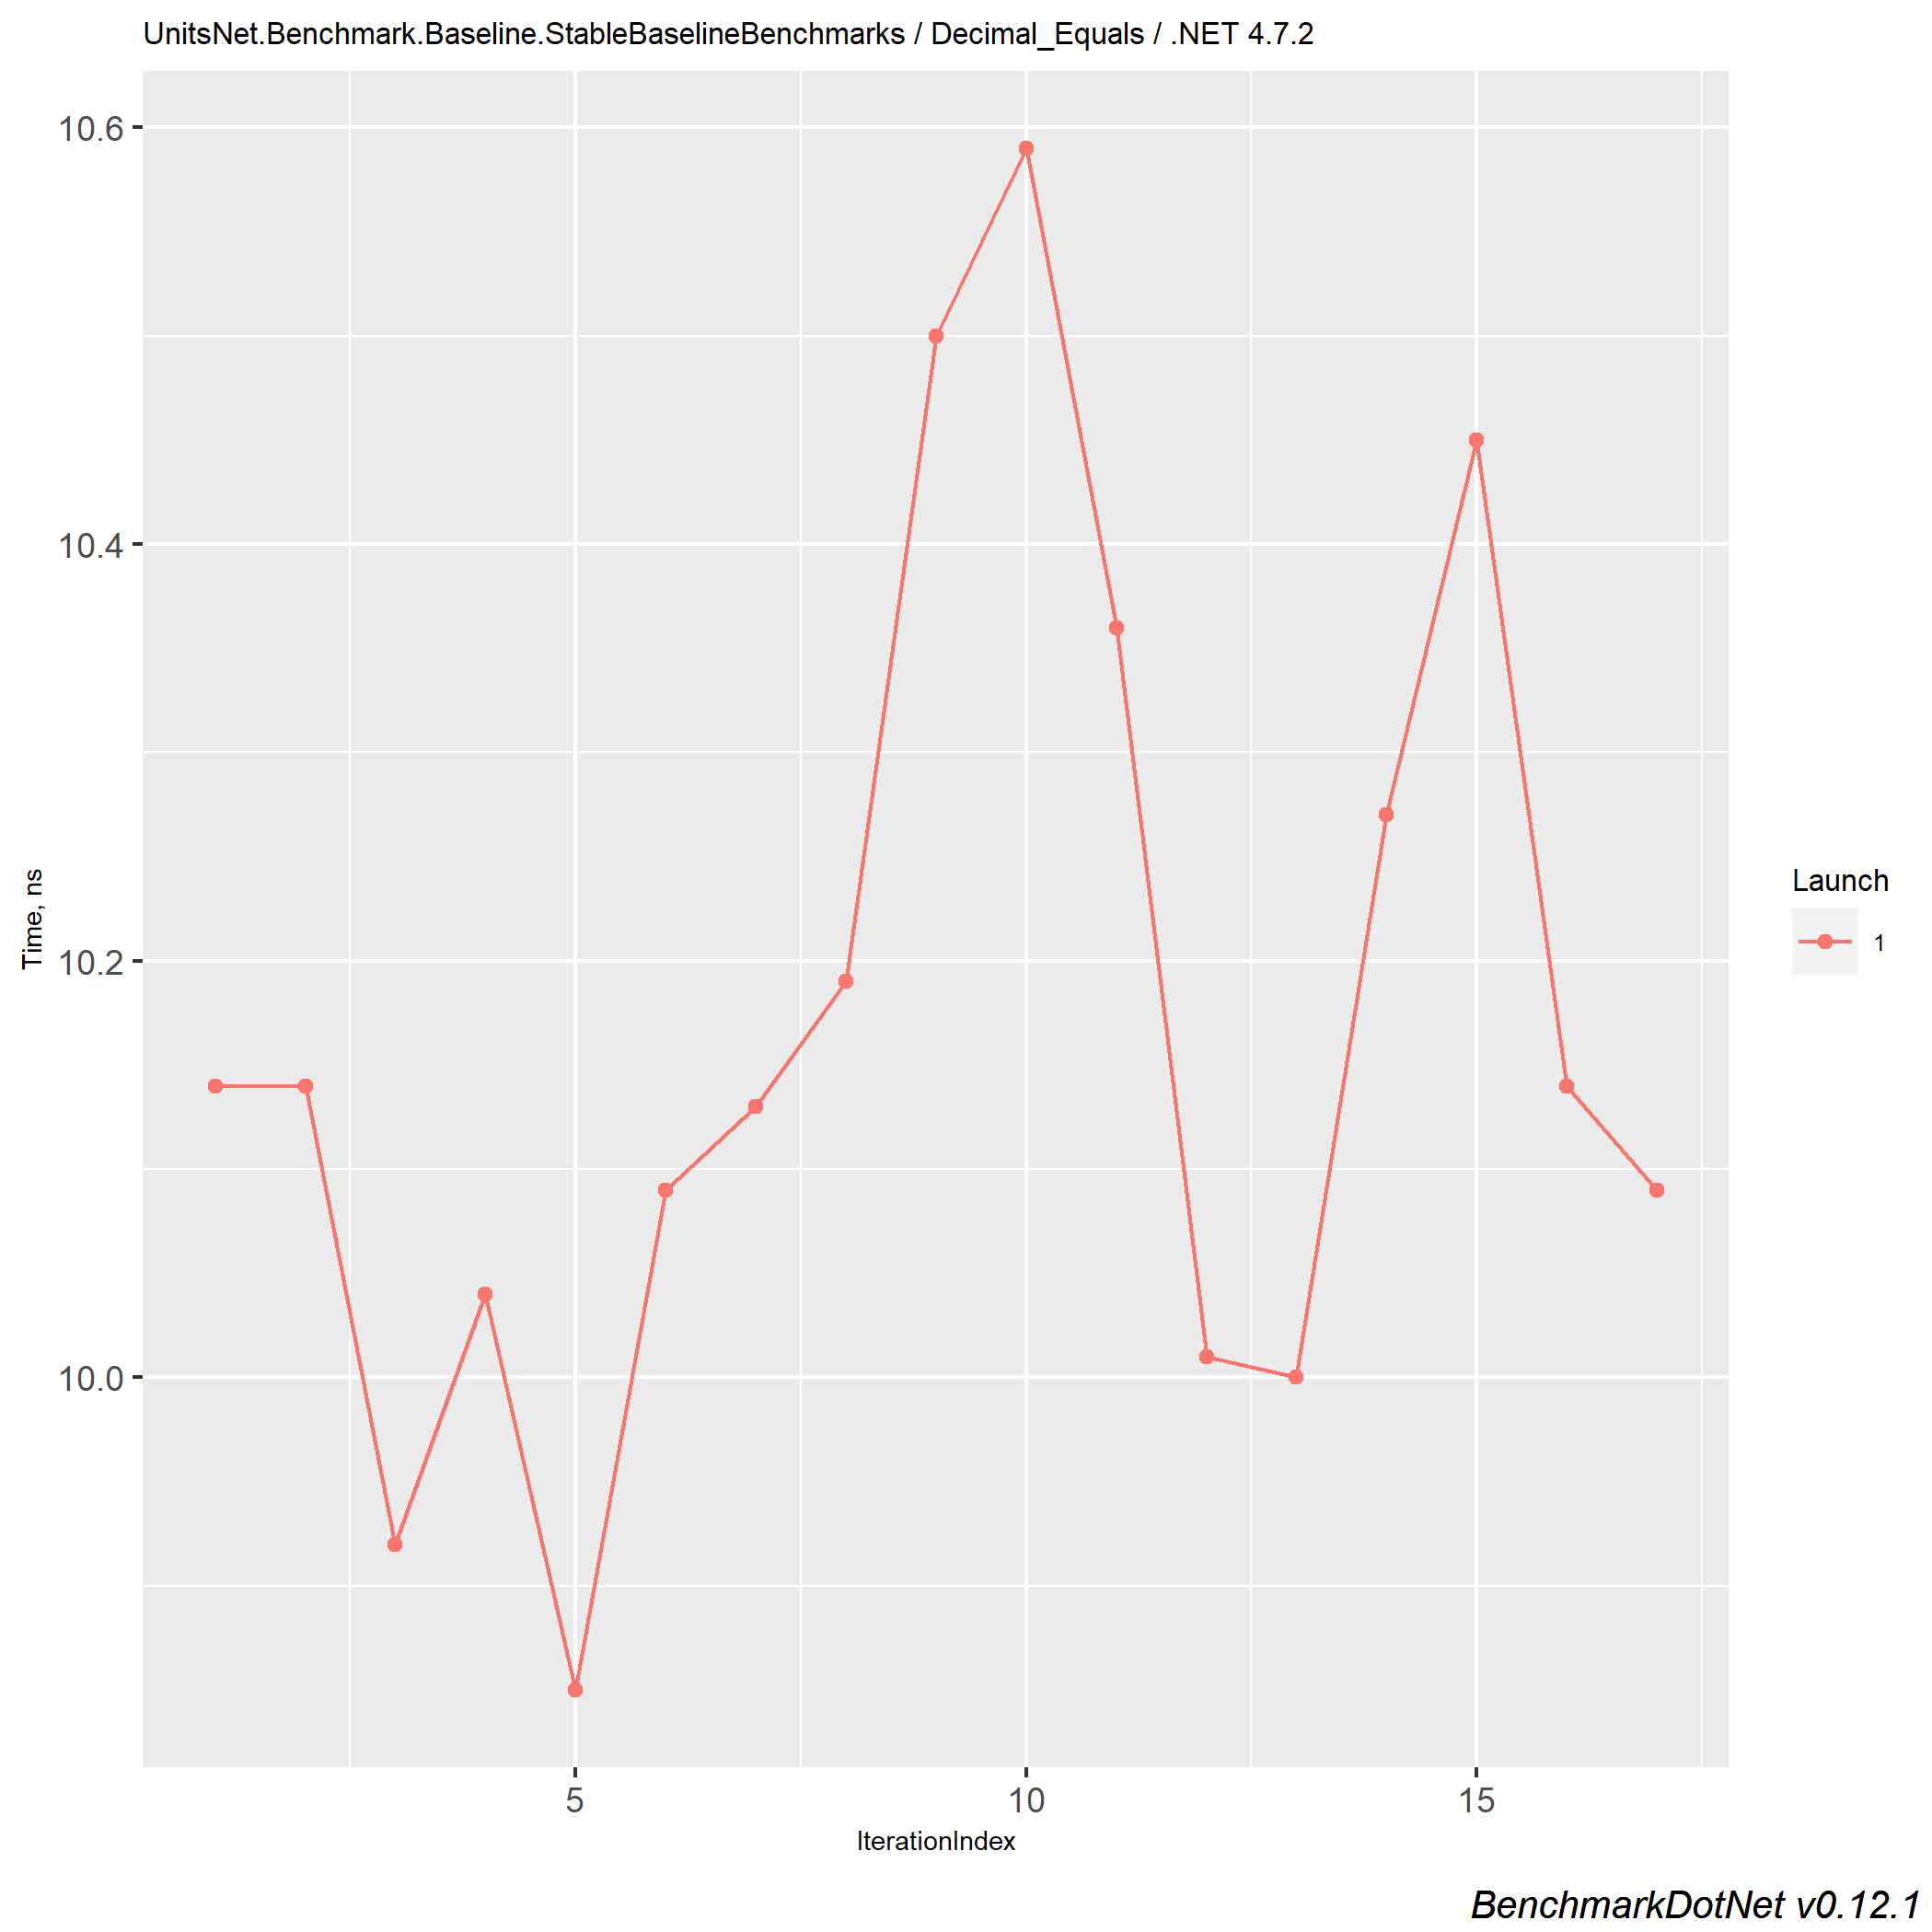 UnitsNet.Benchmark.Baseline.StableBaselineBenchmarks / Decimal_Equals / .NET 4.7.2
10.6
10.4
10.2
10.0
Time, ns
5
10
15
IterationIndex
Launch
1
BenchmarkDotNet v0.12.1